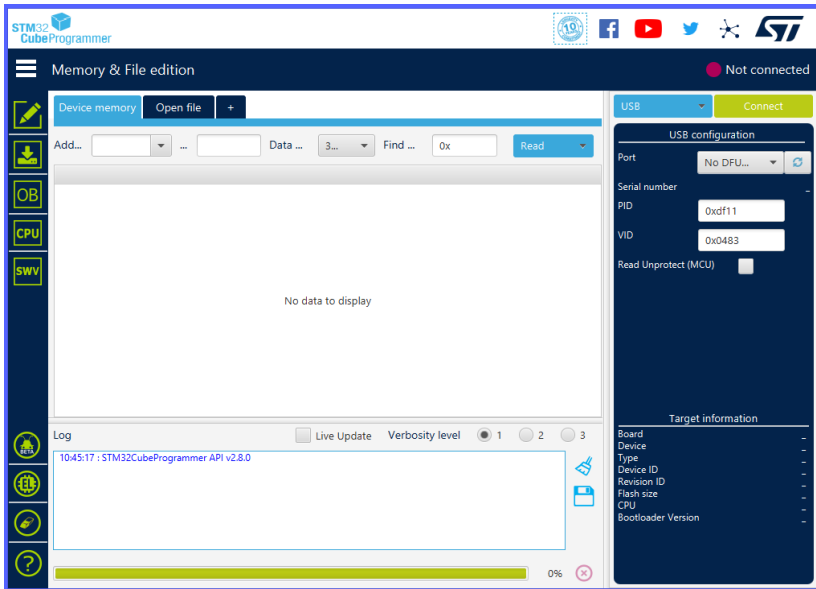 STM32
CubeProgrammer
10
Memory & File edition
Not connected
Device memory
Open file
+
USB
Connect
Add...
...
Data ...
3...
Find ...
0x
Read
USB configuration
Port
No DFU...
Serial number
_
PID
0xdf11
VID
0x0483
Read Unprotect (MCU)
OB
CPU
SWV
No data to display
Target information
Board _
Device _
Type _
Device ID _
Revision ID _
Flash size _
CPU _
Bootloader Version _
BETA
Log
Live Update
Verbosity level
1
2
3
10:45:17 : STM32CubeProgrammer API v2.8.0
0%
?